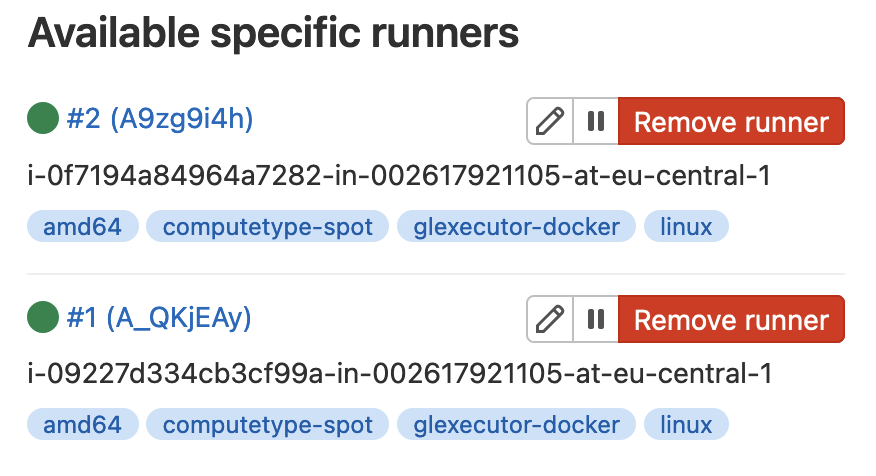 Available specific runners
#2 (A9zg9i4h) Remove runner
i-0f7194a84964a7282-in-002617921105-at-eu-central-1
amd64 computetype-spot glexecutor-docker linux
#1 (A_QKjEAy) Remove runner
i-09227d334cb3cf99a-in-002617921105-at-eu-central-1
amd64 computetype-spot glexecutor-docker linux